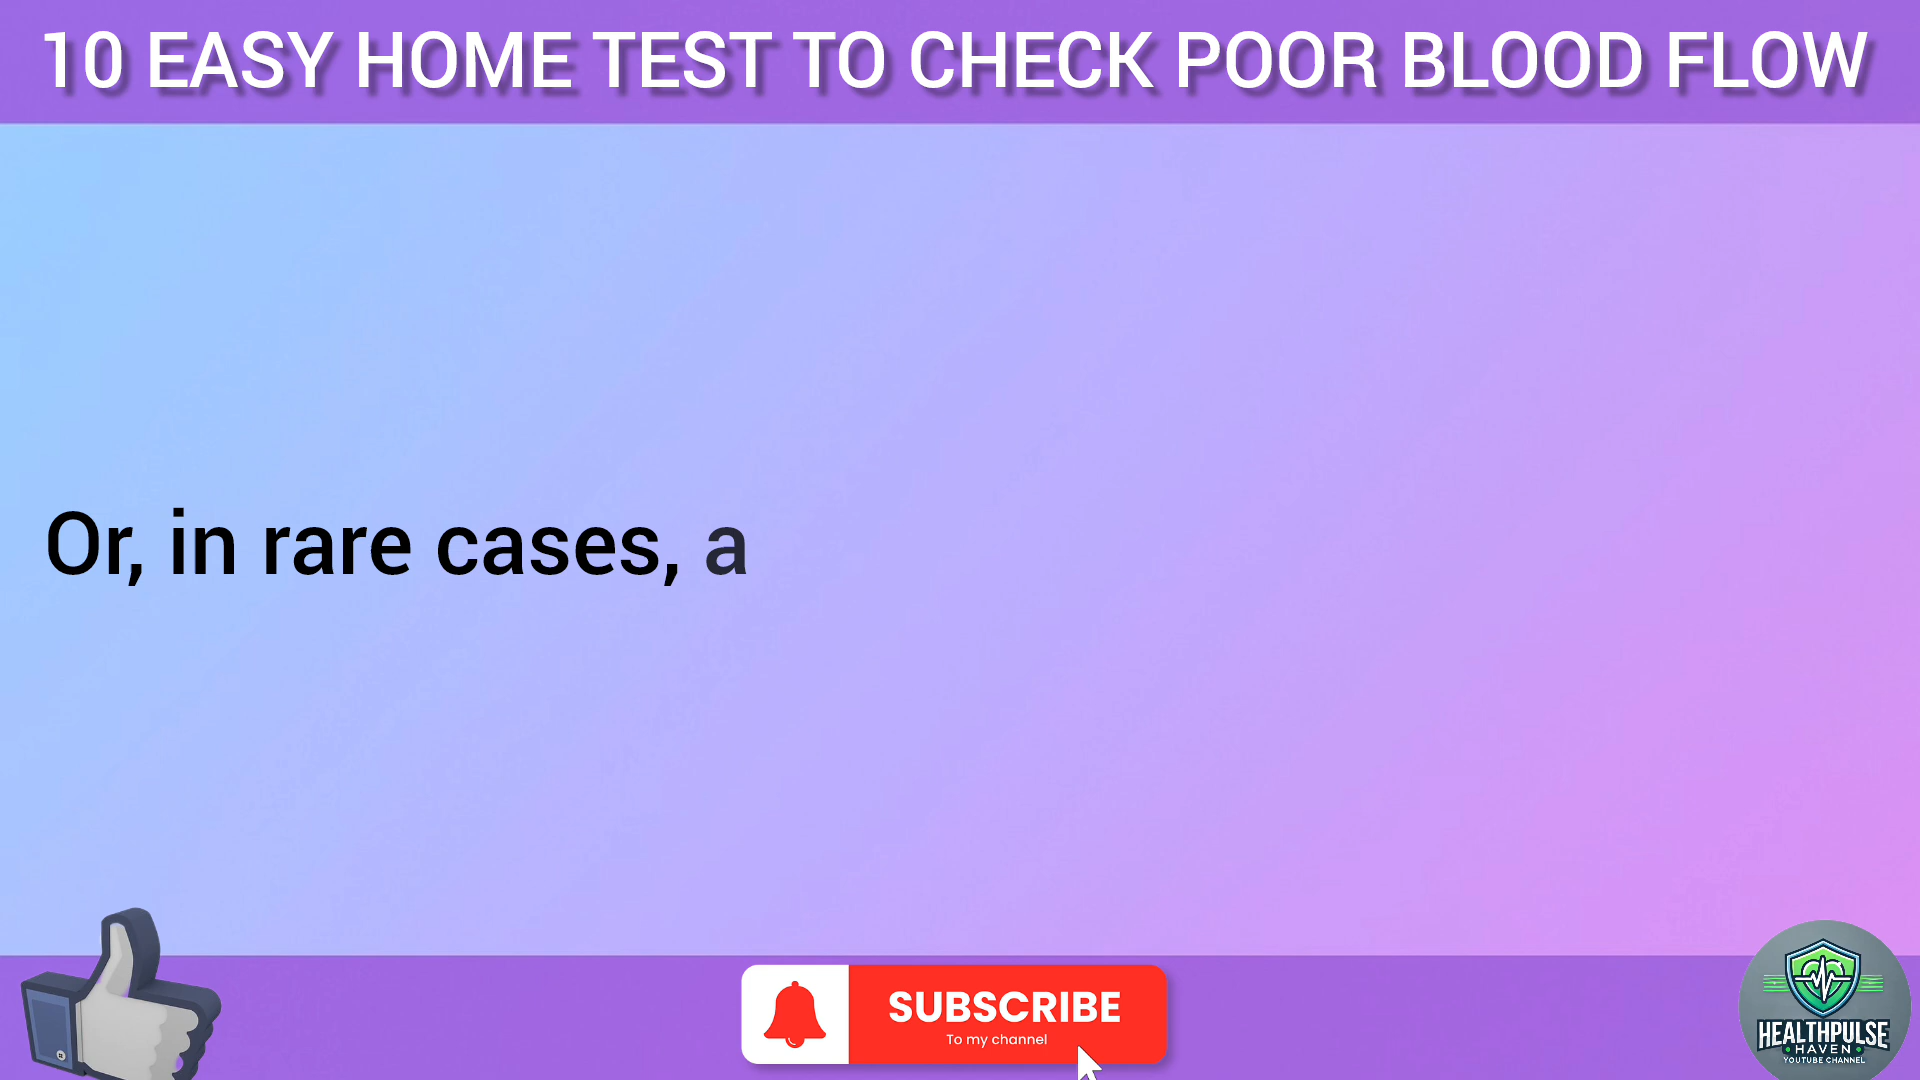 10 EASY HOME TEST TO CHECK POOR BLOOD FLOW
Or, in rare cases, a
SUBSCRIBE
To my channel
HEALTHPULSE
HAVEN
YOUTUBE CHANNEL